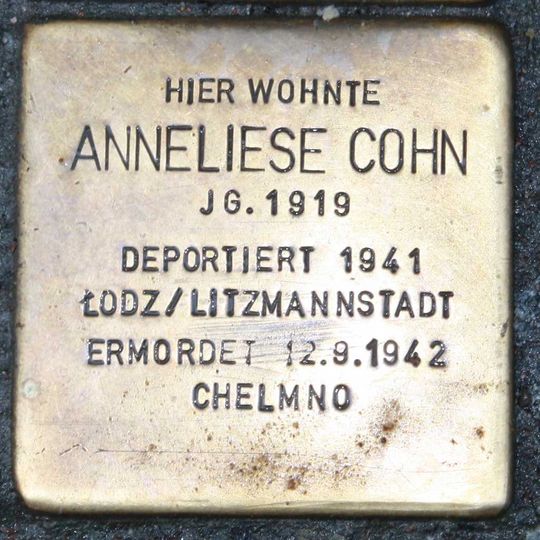 HIER WOHNTE
ANNELIESE COHN
JG. 1919
DEPORTIERT 1941
ŁODZ/LITZMANNSTADT
ERMORDET 12.9.1942
CHELMNO